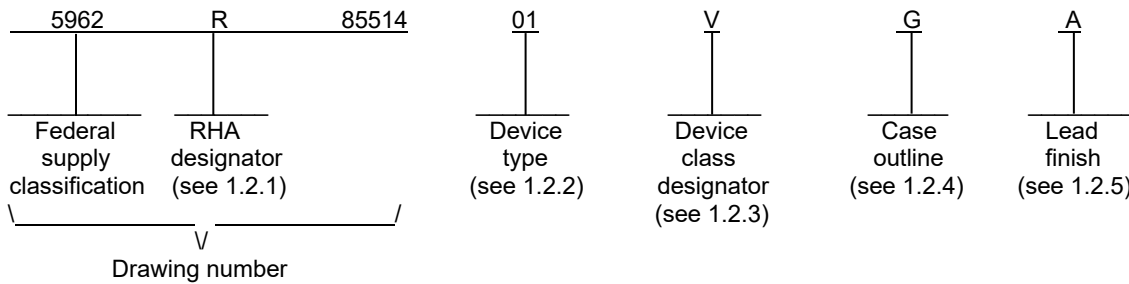 5962 R 85514 01 V G A
Federal supply classification RHA designator (see 1.2.1) Device type (see 1.2.2) Device class designator (see 1.2.3) Case outline (see 1.2.4) Lead finish (see 1.2.5)
\ / 
\/
Drawing number